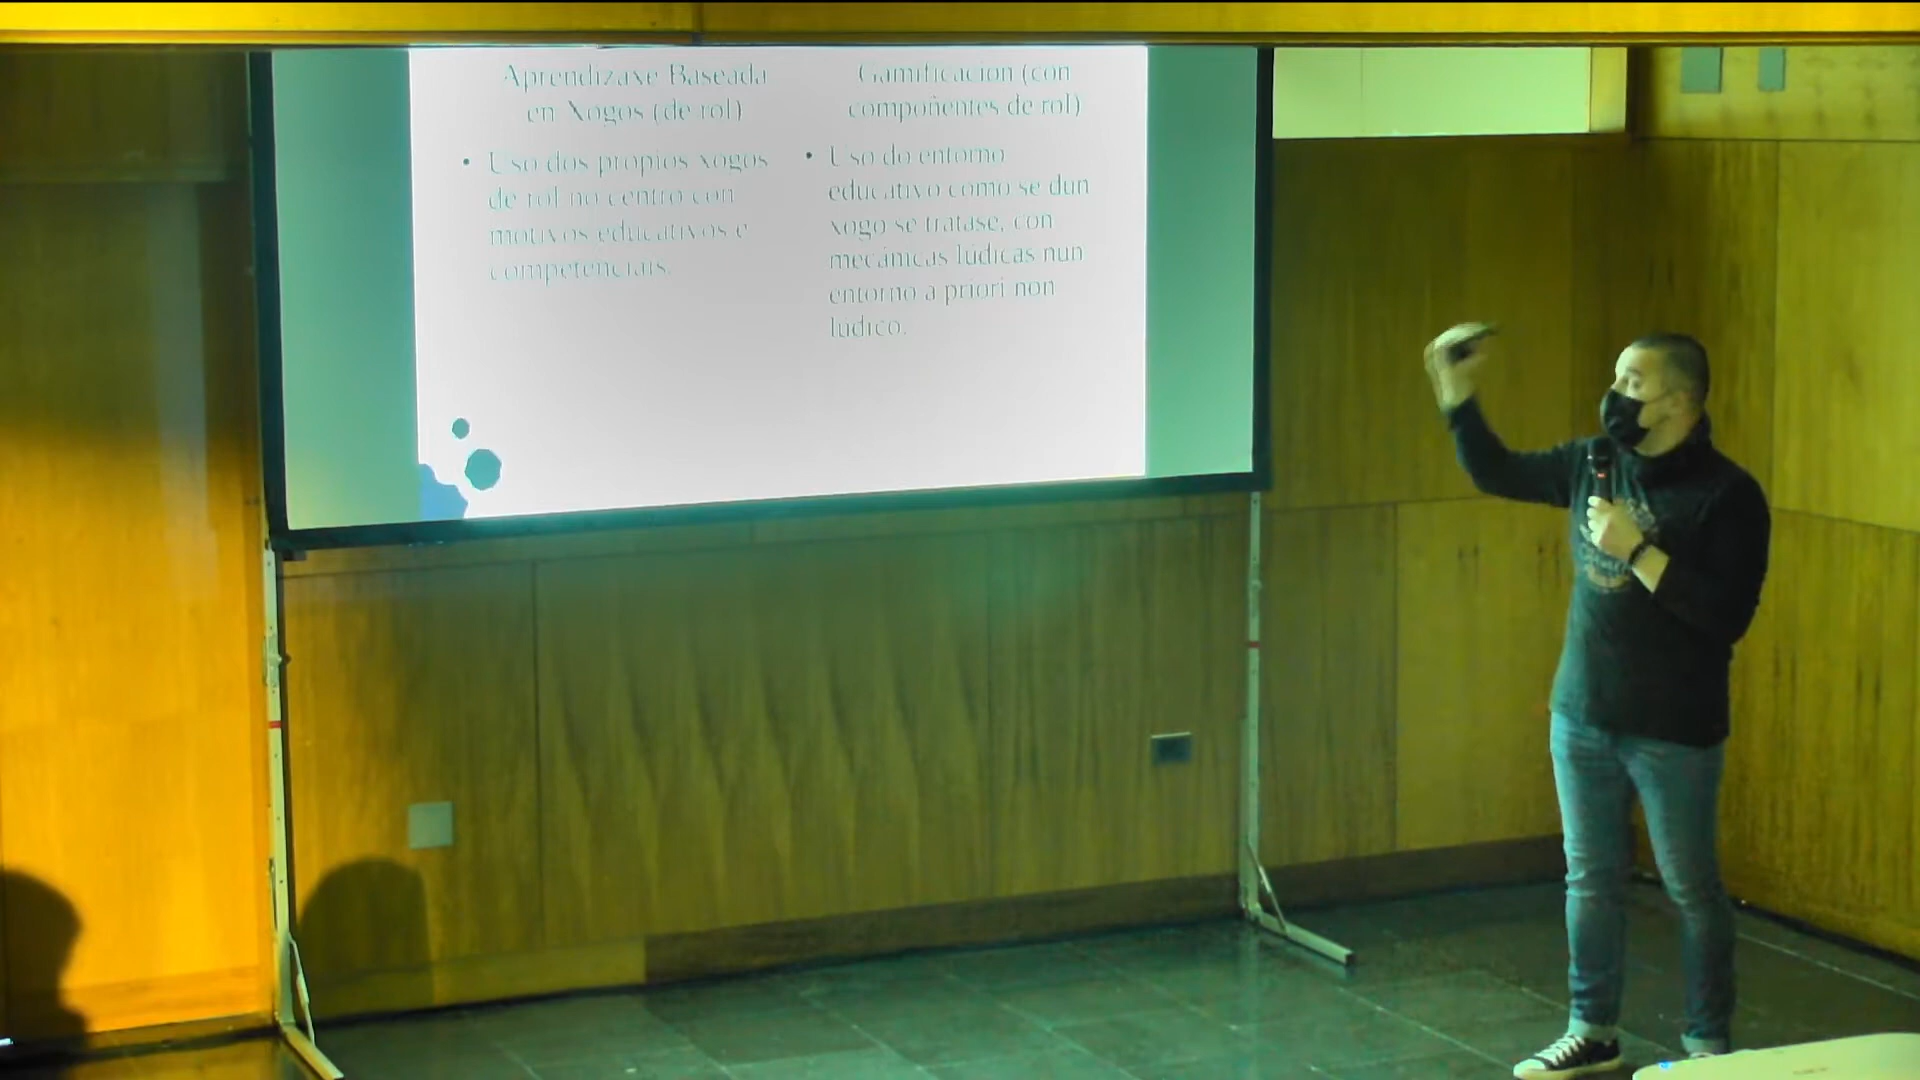 Aprendizaxe Baseada
en Xogos (de rol)
• Uso dos propios xogos
de rol no centro con
motivos educativos e
competenciais.
Gamificación (con
compoñentes de rol)
• Uso do entorno
educativo como se dun
xogo se tratase, con
mecánicas lúdicas nun
entorno a priori non
lúdico.